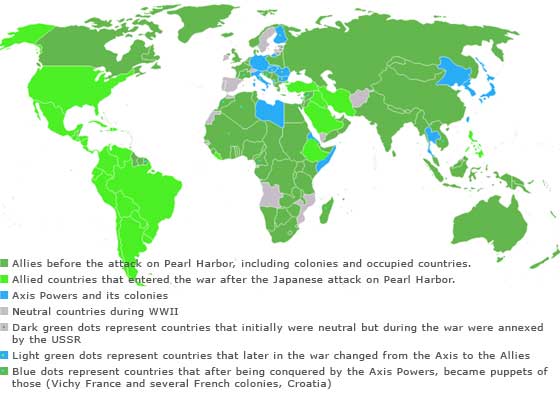 Allies before the attack on Pearl Harbor, including colonies and occupied countries.
Allied countries that entered the war after the Japanese attack on Pearl Harbor.
Axis Powers and its colonies
Neutral countries during WWII
Dark green dots represent countries that initially were neutral but during the war were annexed
by the USSR
Light green dots represent countries that later in the war changed from the Axis to the Allies
Blue dots represent countries that after being conquered by the Axis Powers, became puppets of
those (Vichy France and several French colonies, Croatia)